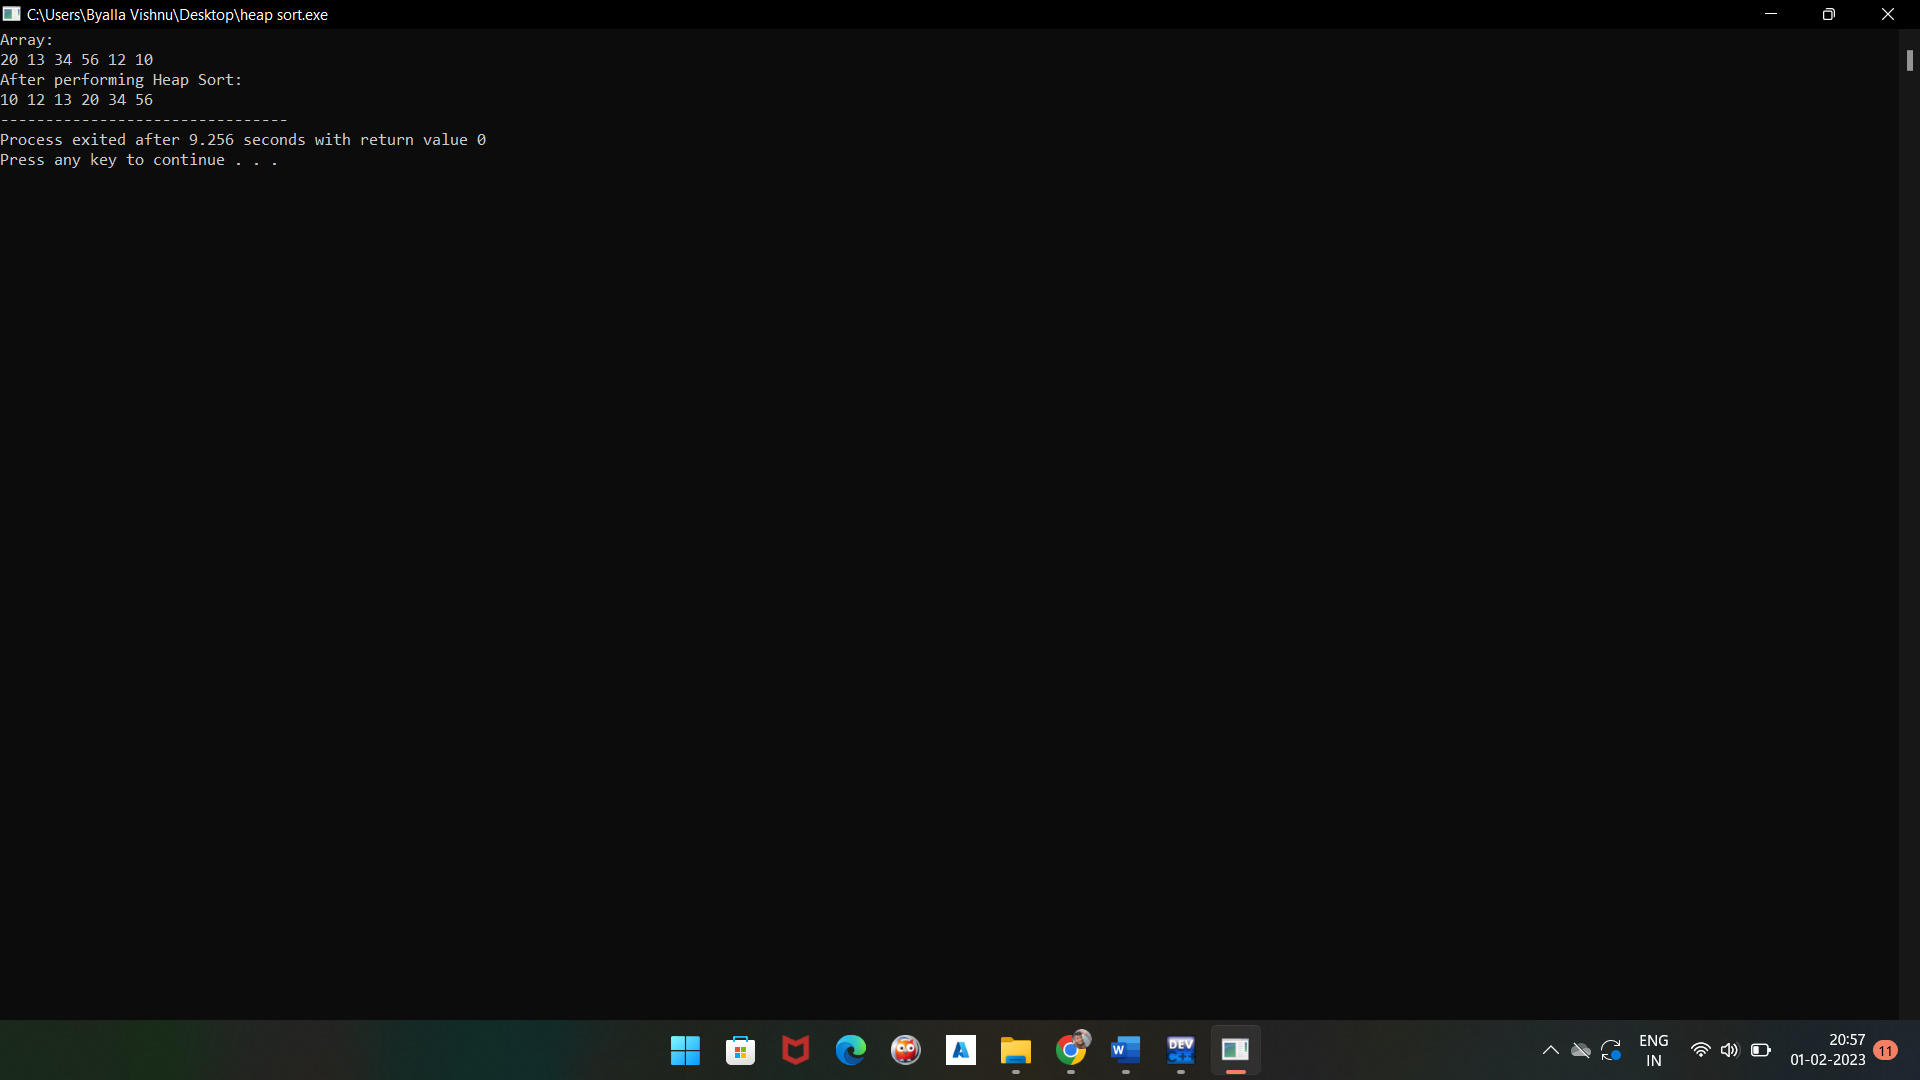 C:\Users\Byalla Vishnu\Desktop\heap sort.exe
Array:
20 13 34 56 12 10
After performing Heap Sort:
10 12 13 20 34 56
--------------------------------
Process exited after 9.256 seconds with return value 0
Press any key to continue . . .
W
DEV
C++
ENG
IN
20:57
01-02-2023
11